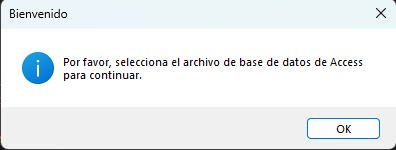 Bienvenido
Por favor, selecciona el archivo de base de datos de Access
para continuar.
OK